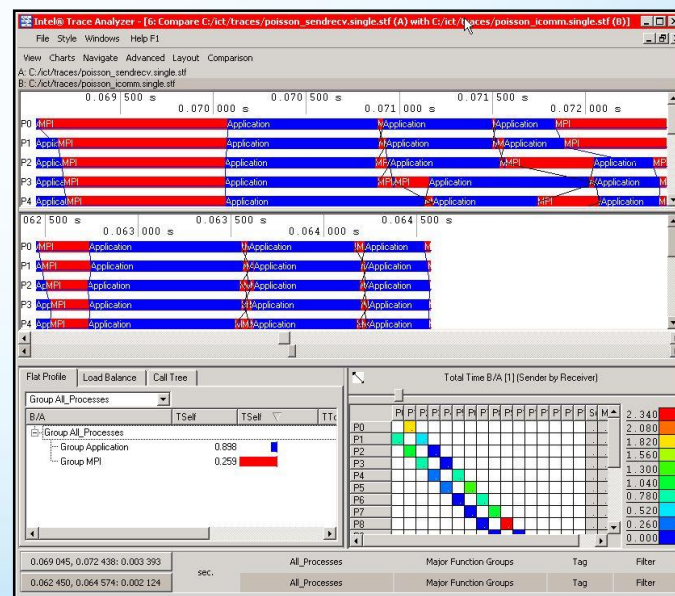 Intel® Trace Analyzer - [6: Compare C:/ict/traces/poisson_sendrecv.single.stf (A) with C:/ict/traces/poisson_icomm.single.stf (B)]
File Style Windows Help F1
View Charts Navigate Advanced Layout Comparison
A: C:/ict/traces/poisson_sendrecv.single.stf
B: C:/ict/traces/poisson_icomm.single.stf
0.069 500 s 0.070 500 s 0.071 500 s
0.070 000 s 0.071 000 s 0.072 000 s
P0 MPI Application Application MPI
P1 MPI Application Application MPI
P2 MPI Application MPI Application MP
P3 MPI Application MPI MPI Application Application
P4 MPI Application Application MPI Application
062 500 s 0.063 500 s 0.064 500 s
0.063 000 s 0.064 000 s
P0 MPI Application Application Application
P1 MPI Application Application Application
P2 MPI Application Application Application
P3 MPI Application Application Application
P4 App MPI Application Application Application
Flat Profile Load Balance Call Tree
Group All_Processes
B/A TSelf TSelf
Group All_Processes
Group Application 0.898
Group MPI 0.259
Total Time B/A [1] (Sender by Receiver)
P0
P1
P2
P3
P4
P5
P6
P7
P8
2.340
2.080
1.820
1.560
1.300
1.040
0.780
0.520
0.260
0.000
0.069 045, 0.072 438: 0.003 393 sec. All_Processes Major Function Groups Tag Filter
0.062 450, 0.064 574: 0.002 124 All_Processes Major Function Groups Tag Filter